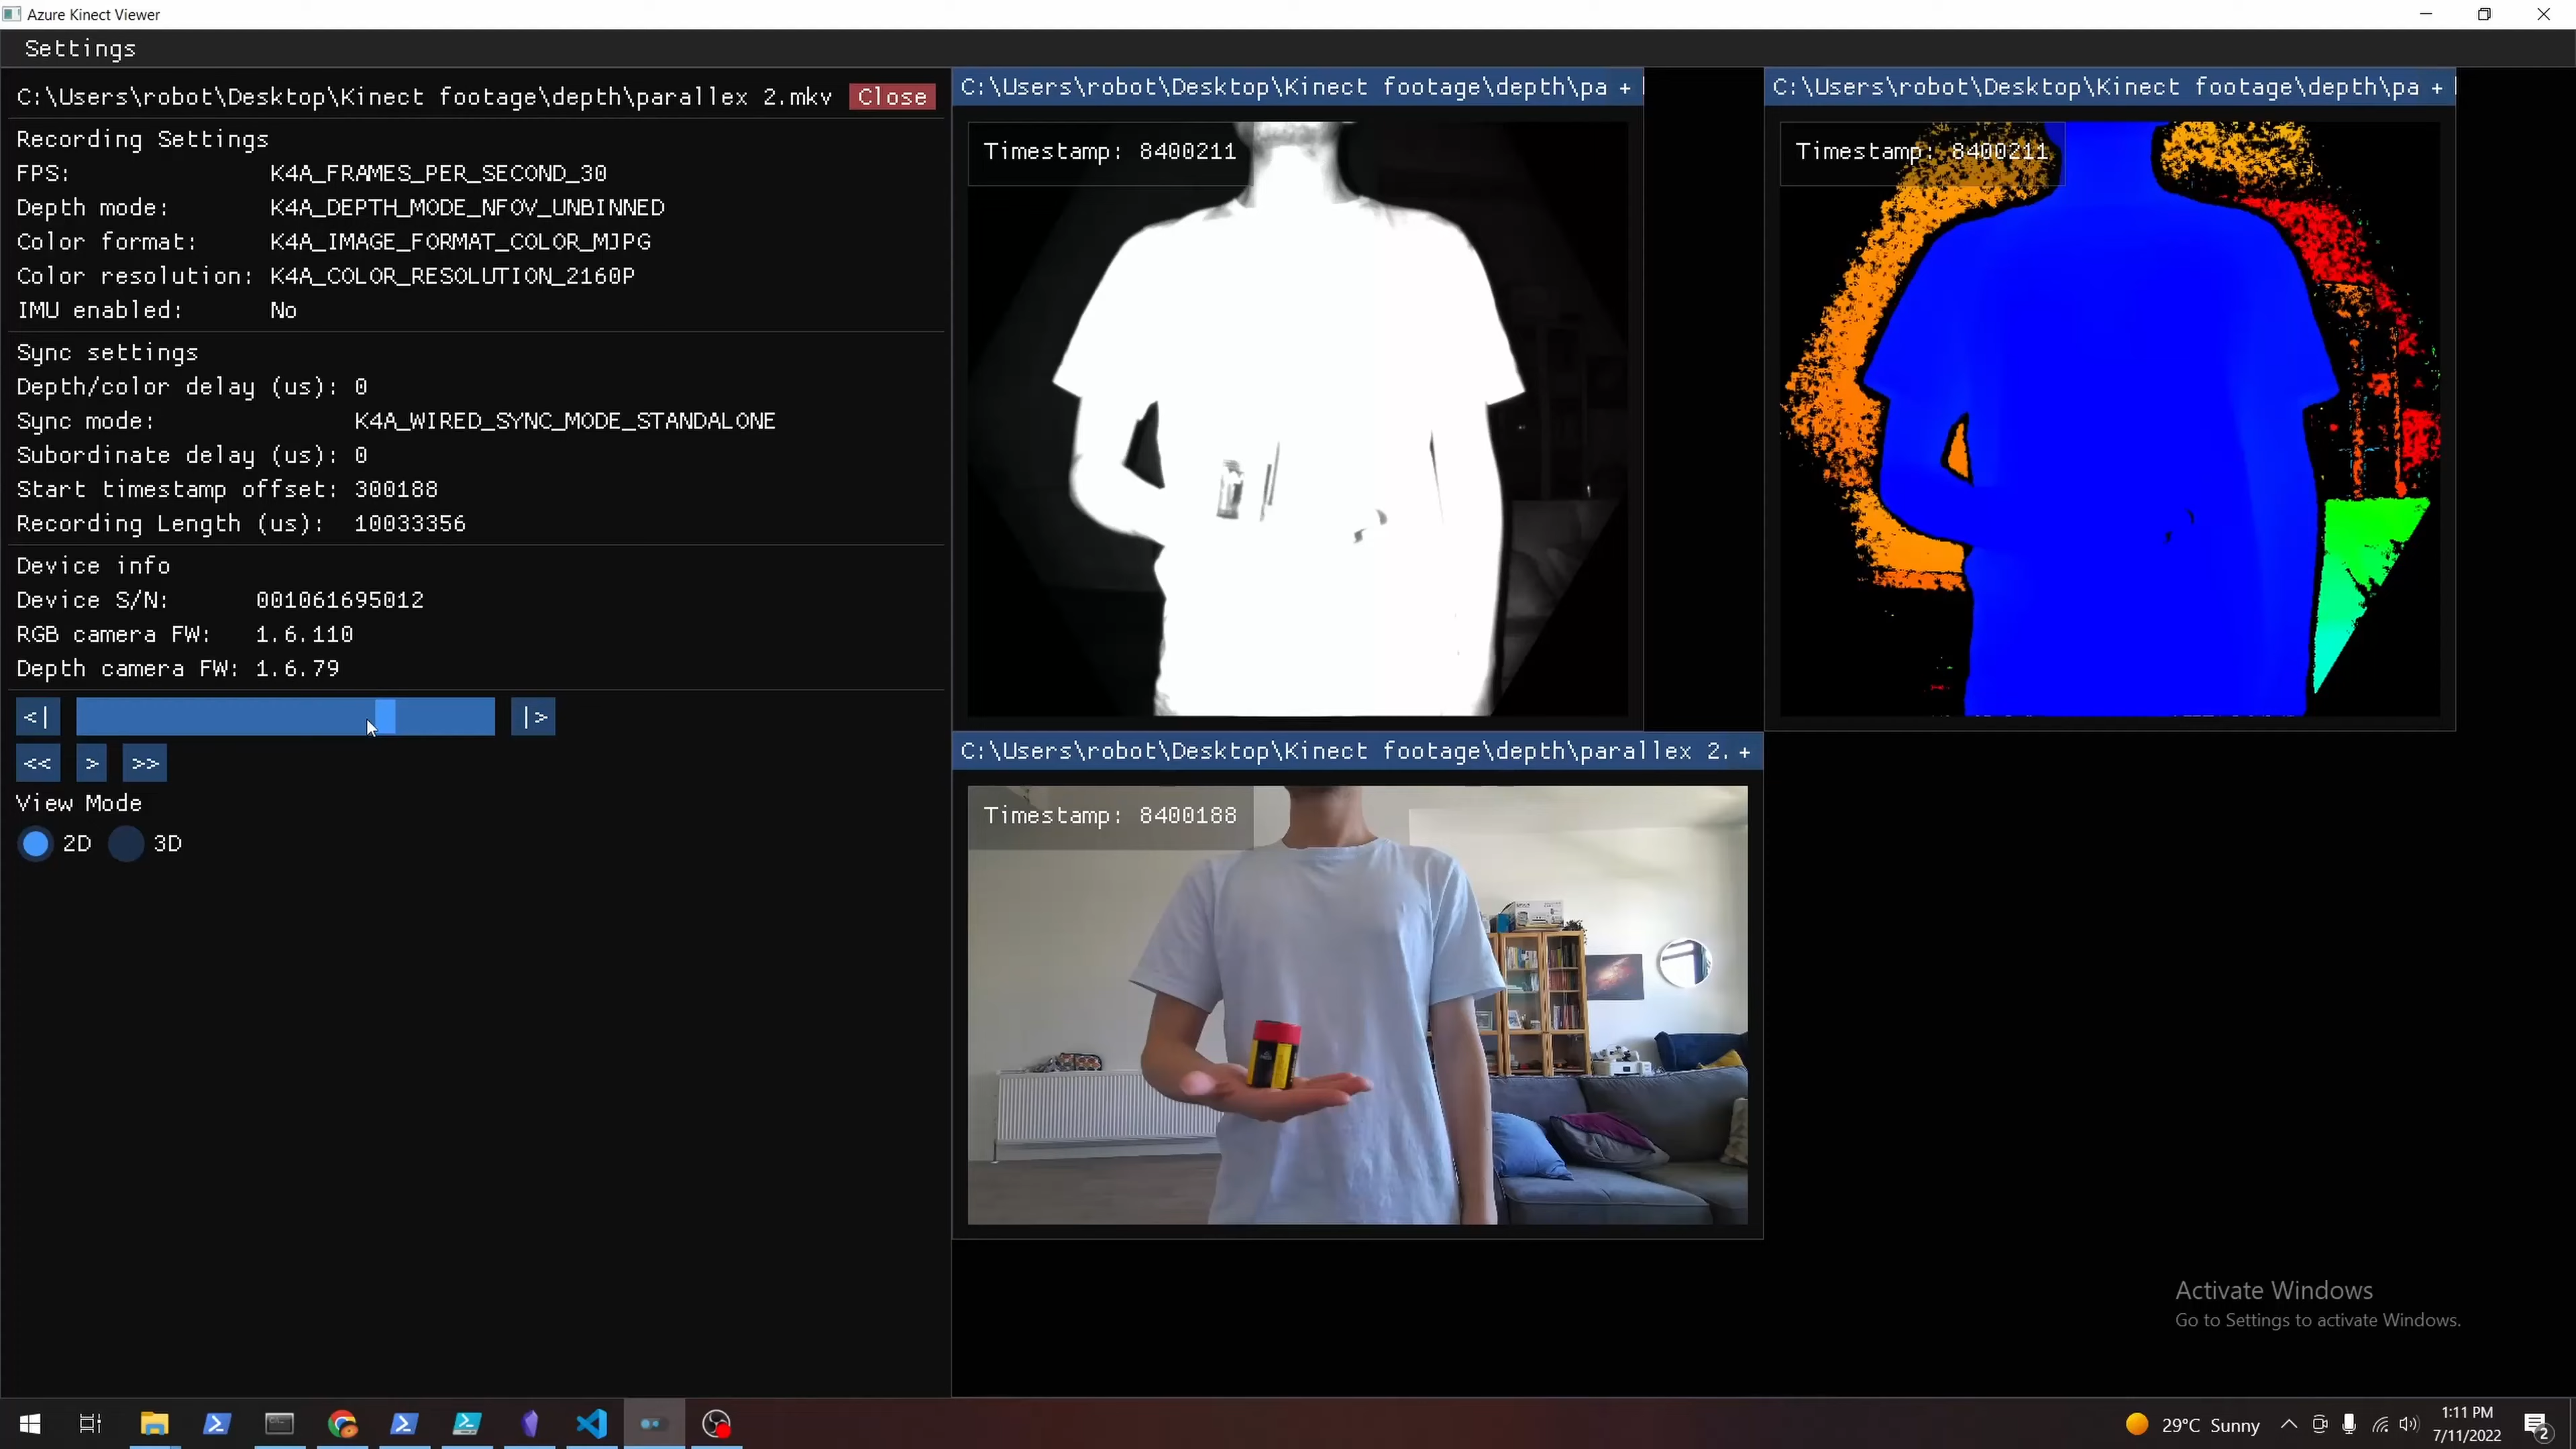 Azure Kinect Viewer
Settings
C:\Users\robot\Desktop\Kinect footage\depth\parallex 2.mkv Close
Recording Settings
FPS: K4A_FRAMES_PER_SECOND_30
Depth mode: K4A_DEPTH_MODE_NFOV_UNBINNED
Color format: K4A_IMAGE_FORMAT_COLOR_MJPG
Color resolution: K4A_COLOR_RESOLUTION_2160P
IMU enabled: No
Sync settings
Depth/color delay (us): 0
Sync mode: K4A_WIRED_SYNC_MODE_STANDALONE
Subordinate delay (us): 0
Start timestamp offset: 300188
Recording Length (us): 10033356
Device info
Device S/N: 001061695012
RGB camera FW: 1.6.110
Depth camera FW: 1.6.79
<| |>
<< > >>
View Mode
2D 3D
C:\Users\robot\Desktop\Kinect footage\depth\pa +
Timestamp: 8400211
C:\Users\robot\Desktop\Kinect footage\depth\pa +
Timestamp: 8400211
C:\Users\robot\Desktop\Kinect footage\depth\parallex 2. +
Timestamp: 8400188
Activate Windows
Go to Settings to activate Windows.
29°C Sunny
1:11 PM
7/11/2022
2